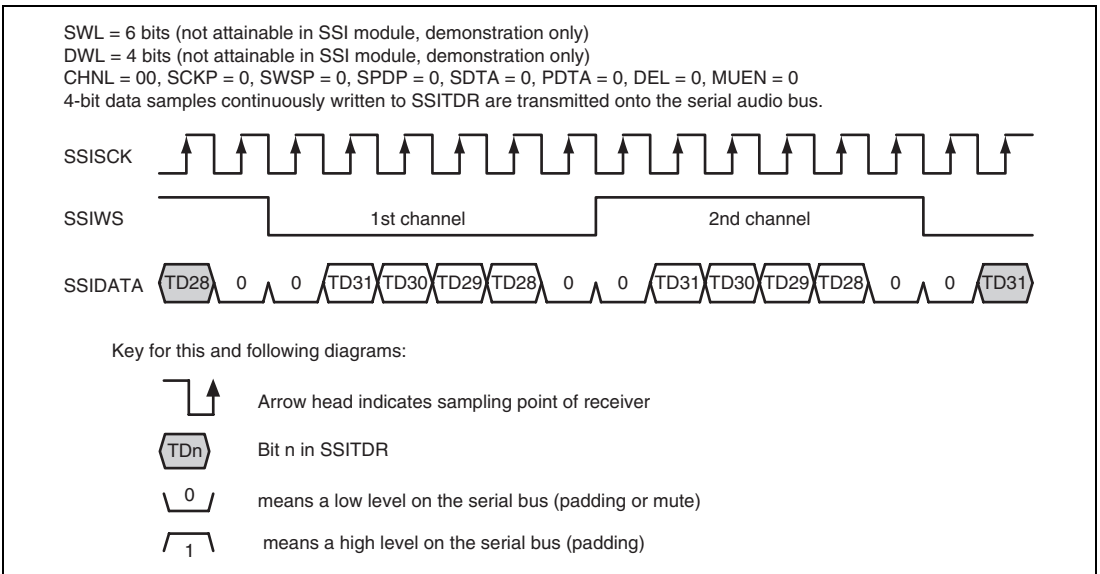 SWL = 6 bits (not attainable in SSI module, demonstration only)
DWL = 4 bits (not attainable in SSI module, demonstration only)
CHNL = 00, SCKP = 0, SWSP = 0, SPDP = 0, SDTA = 0, PDTA = 0, DEL = 0, MUEN = 0
4-bit data samples continuously written to SSITDR are transmitted onto the serial audio bus.
SSISCK
SSIWS 1st channel 2nd channel
SSIDATA TD28 0 0 TD31 TD30 TD29 TD28 0 0 TD31 TD30 TD29 TD28 0 0 TD31
Key for this and following diagrams:
Arrow head indicates sampling point of receiver
TDn Bit n in SSITDR
0 means a low level on the serial bus (padding or mute)
1 means a high level on the serial bus (padding)